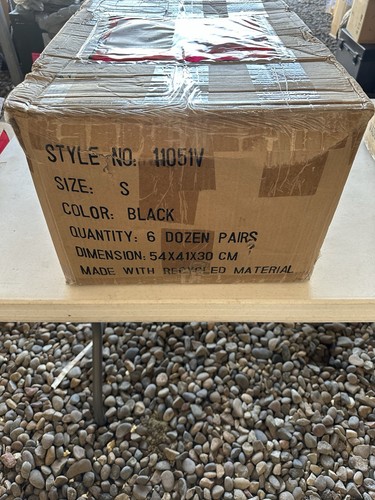 STYLE NO: 11051V
SIZE: S
COLOR: BLACK
QUANTITY: 6 DOZEN PAIRS
DIMENSION: 54X41X30 CM
MADE WITH RECYCLED MATERIAL